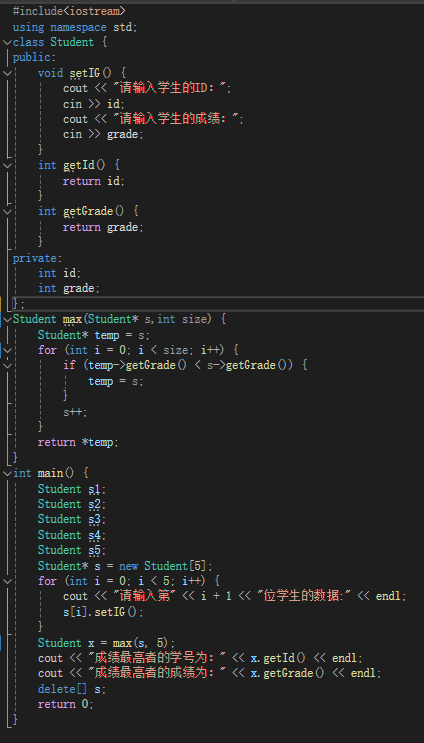 #include<iostream>
using namespace std;
class Student {
public:
    void setIG() {
        cout << "请输入学生的ID：";
        cin >> id;
        cout << "请输入学生的成绩：";
        cin >> grade;
    }
    int getId() {
        return id;
    }
    int getGrade() {
        return grade;
    }
private:
    int id;
    int grade;
};
Student max(Student* s,int size) {
    Student* temp = s;
    for (int i = 0; i < size; i++) {
        if (temp->getGrade() < s->getGrade()) {
            temp = s;
        }
        s++;
    }
    return *temp;
}
int main() {
    Student s1;
    Student s2;
    Student s3;
    Student s4;
    Student s5;
    Student* s = new Student[5];
    for (int i = 0; i < 5; i++) {
        cout << "请输入第" << i + 1 << "位学生的数据:" << endl;
        s[i].setIG();
    }
    Student x = max(s, 5);
    cout << "成绩最高者的学号为：" << x.getId() << endl;
    cout << "成绩最高者的成绩为：" << x.getGrade() << endl;
    delete[] s;
    return 0;
}